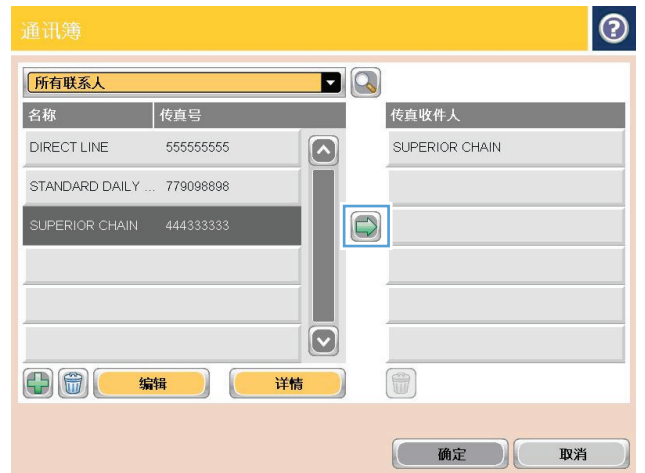 通讯簿
所有联系人
名称 传真号 传真收件人
DIRECT LINE 555555555 SUPERIOR CHAIN
STANDARD DAILY ... 779098898
SUPERIOR CHAIN 444333333
编辑 详情
确定 取消